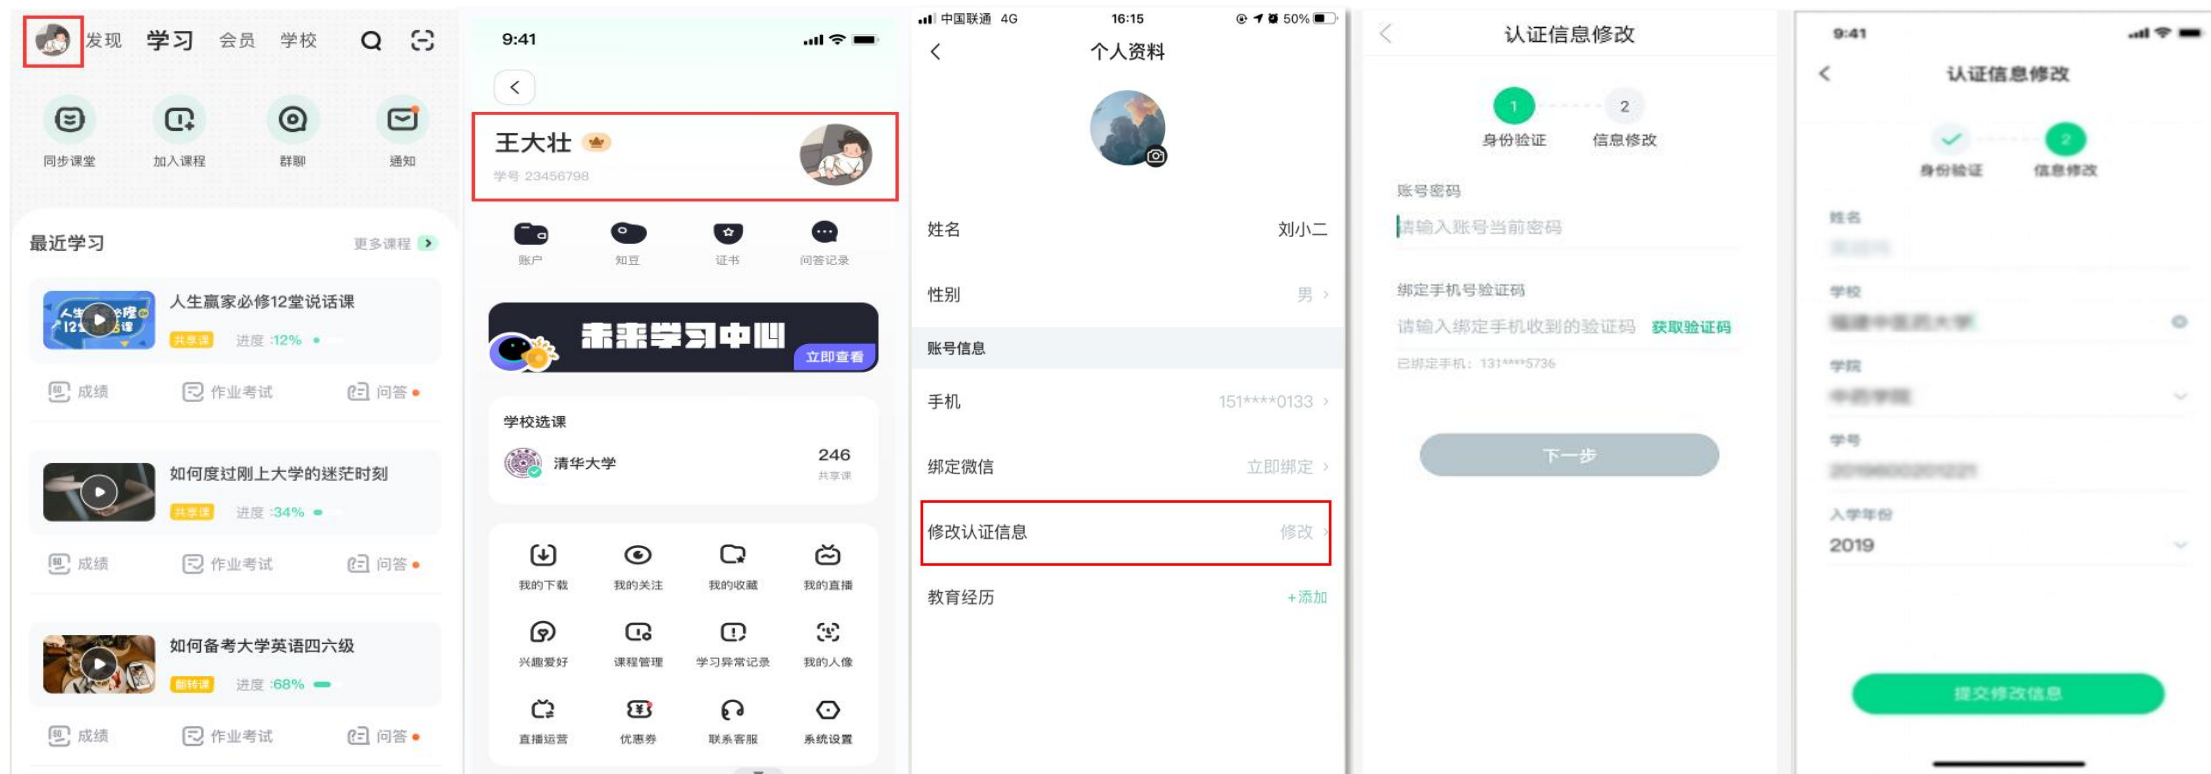 发现 学习 会员 学校
同步课堂 加入课程 群聊 通知
最近学习 更多课程
人生赢家必修12堂说话课
共享课 进度:12%
成绩 作业考试 问答
如何度过刚上大学的迷茫时刻
共享课 进度:34%
成绩 作业考试 问答
如何备考大学英语四六级
翻转课 进度:68%
成绩 作业考试 问答
9:41
王大壮
学号 23456798
账户 知豆 证书 问答记录
未来学习中心
立即查看
学校选课
清华大学 246
共享课
我的下载 我的关注 我的收藏 我的直播
兴趣爱好 课程管理 学习异常记录 我的人像
直播运营 优惠券 联系客服 系统设置
中国联通 4G 16:15 50%
个人资料
姓名 刘小二
性别 男
账号信息
手机 151****0133
绑定微信 立即绑定
修改认证信息 修改
教育经历 +添加
认证信息修改
1 2
身份验证 信息修改
账号密码
请输入账号当前密码
绑定手机号验证码
请输入绑定手机收到的验证码 获取验证码
已绑定手机：131****5736
下一步
9:41
认证信息修改
2
身份验证 信息修改
姓名
学校
福建中医药大学
学院
中药学院
学号
入学年份
2019
提交修改信息